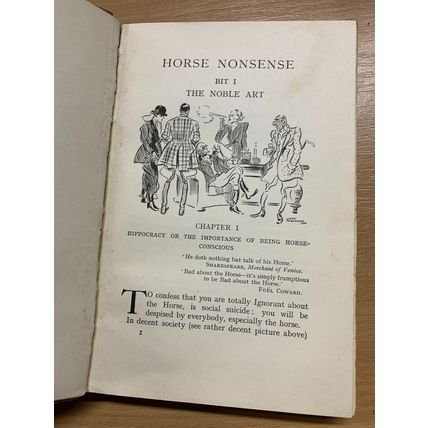 HORSE NONSENSE
BIT I
THE NOBLE ART
CHAPTER I
HIPPOCRACY OR THE IMPORTANCE OF BEING HORSE-
CONSCIOUS
'He doth nothing but talk of his Horse.'
SHAKESPEARE, Merchant of Venice.
'Bad about the Horse—it's simply frumptious
to be Bad about the Horse.'
FOËL COWARD.
TO confess that you are totally Ignorant about
the Horse, is social suicide: you will be
despised by everybody, especially the horse.
In decent society (see rather decent picture above)
1